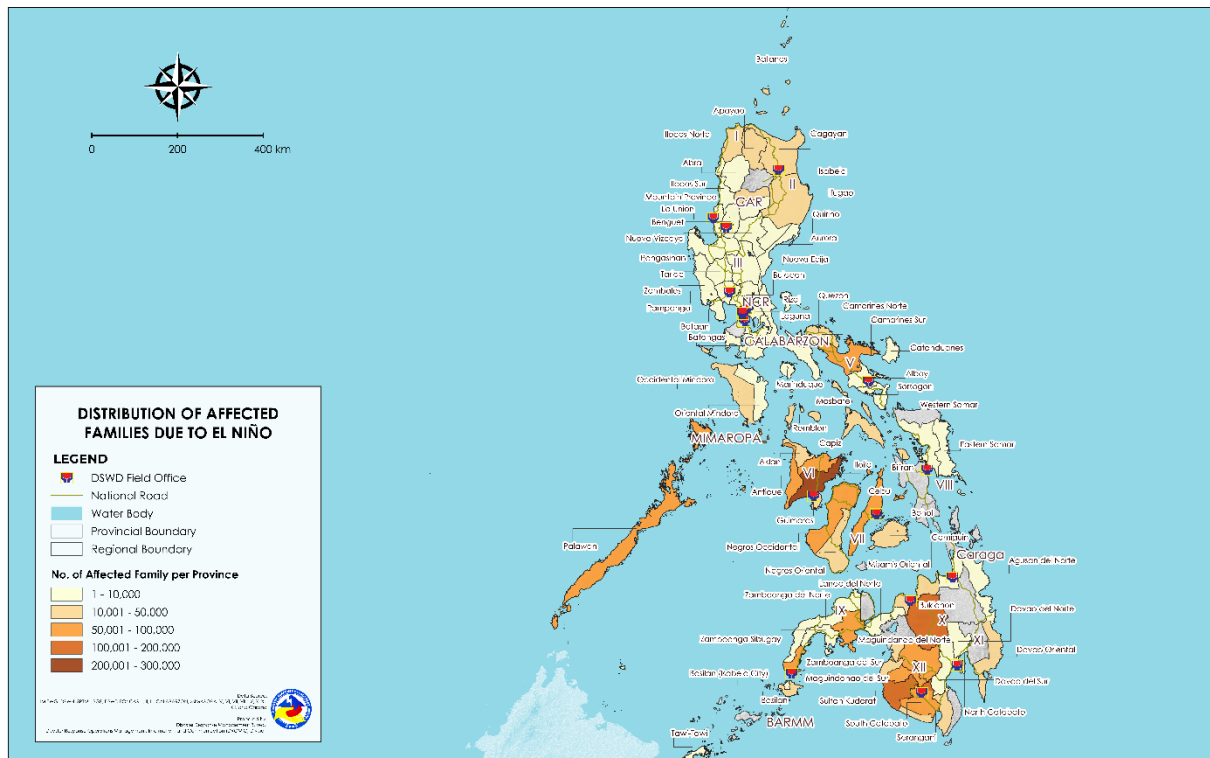 Batanes
0
200
400 km
Apayao
I
Ilocos Norte
Cagayan
Abra
Isabela
II
Ilocos Sur
Mountain Province
CAR
La Union
Quirino
Benguet
Nueva Vizcaya
Aurora
Pangasinan
III
Nueva Ecija
Tarlac
Bulacan
Zambales
Quezon
NCR
Rizal
Pampanga
Camarines Norte
Laguna
Camarines Sur
Bataan
Batangas
CALABARZON
Catanduanes
V
Albay
Occidental Mindoro
Marinduque
Sorsogon
Masbate
Western Samar
Oriental Mindoro
Romblon
MIMAROPA
Capiz
Eastern Samar
Aklan
Iloilo
Biliran
VI
VIII
Antique
Cebu
Bohol
Guimaras
VII
Camiguin
Negros Occidental
Caraga
Palawan
Misamis Oriental
Agusan del Norte
Negros Oriental
Lanao del Norte
Zamboanga del Norte
Bukidnon
Davao del Norte
IX
X
Zamboanga Sibugay
Maguindanao del Norte
XI
Davao Oriental
Zamboanga del Sur
XII
Basilan (Isabela City)
Maguindanao del Sur
Davao del Sur
Basilan
Sultan Kudarat
North Cotabato
BARMM
South Cotabato
Tawi-Tawi
Sarangani
DISTRIBUTION OF AFFECTED
FAMILIES DUE TO EL NIÑO
LEGEND
DSWD Field Office
National Road
Water Body
Provincial Boundary
Regional Boundary
No. of Affected Family per Province
1 - 10,000
10,001 - 50,000
50,001 - 100,000
100,001 - 200,000
200,001 - 300,000